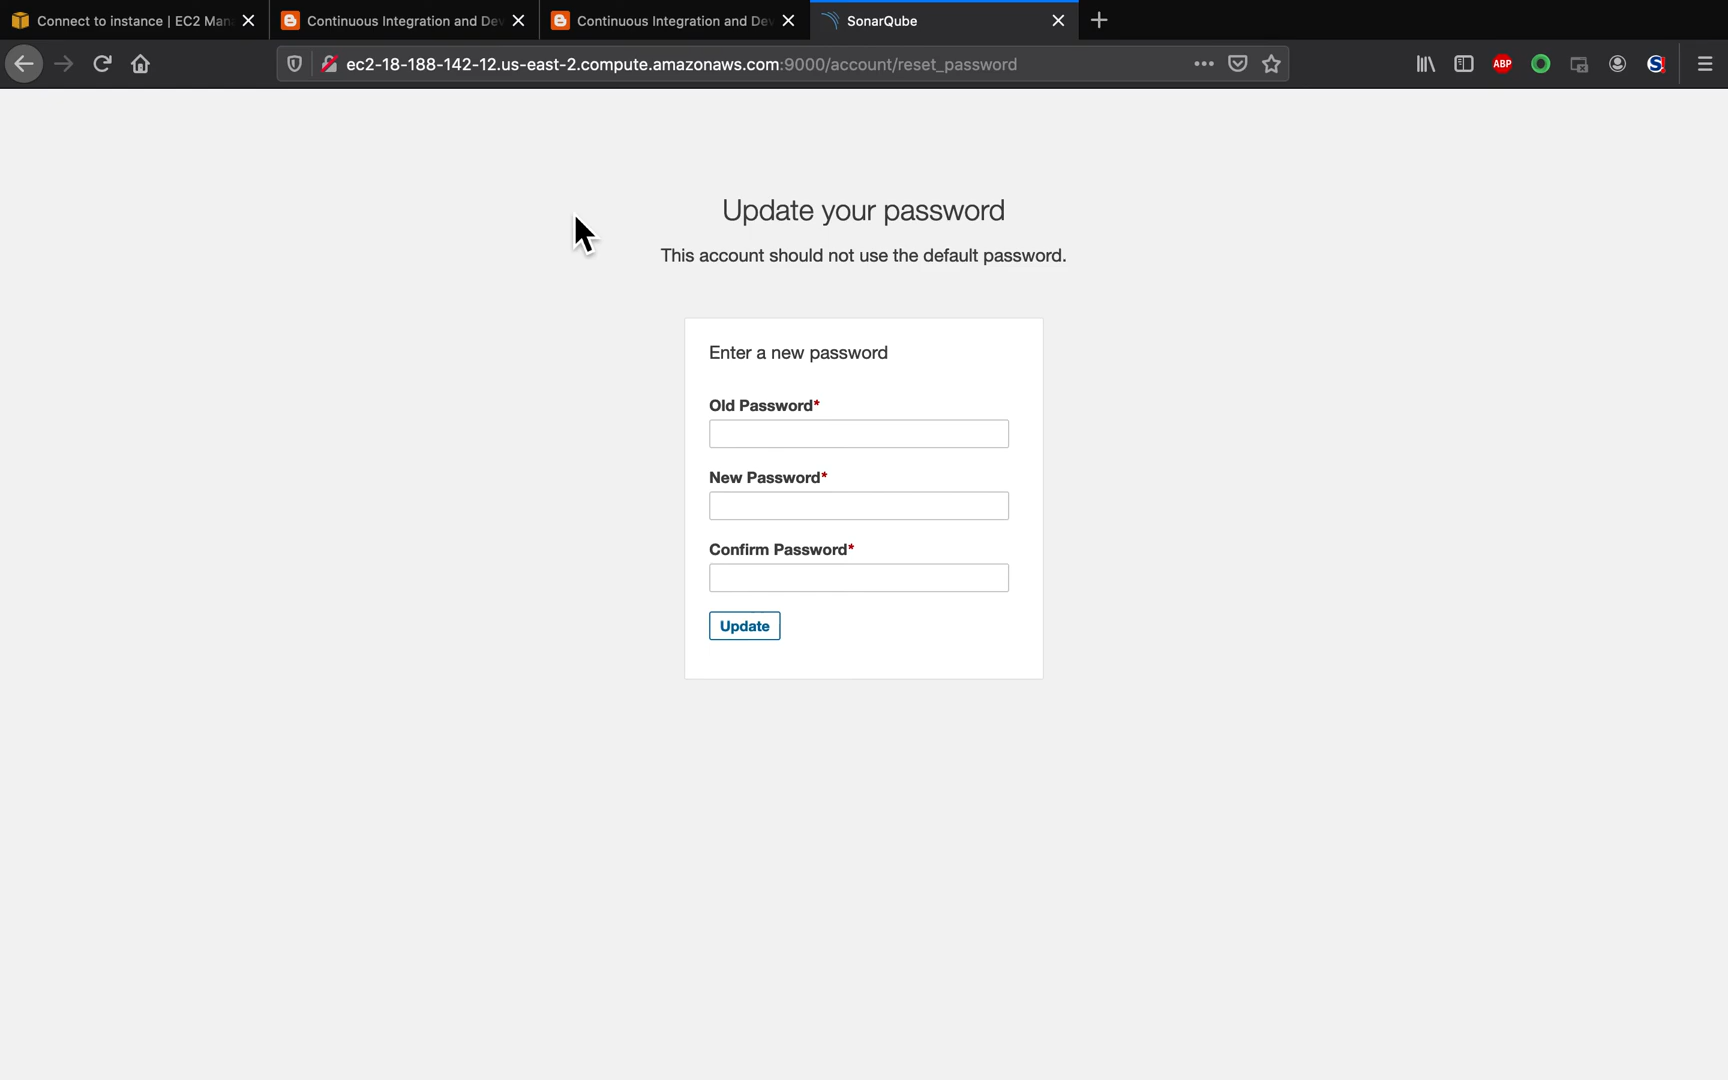 Connect to instance | EC2 Man
Continuous Integration and Dev
Continuous Integration and Dev
SonarQube
ec2-18-188-142-12.us-east-2.compute.amazonaws.com:9000/account/reset_password
ABP
Update your password
This account should not use the default password.
Enter a new password
Old Password*
New Password*
Confirm Password*
Update